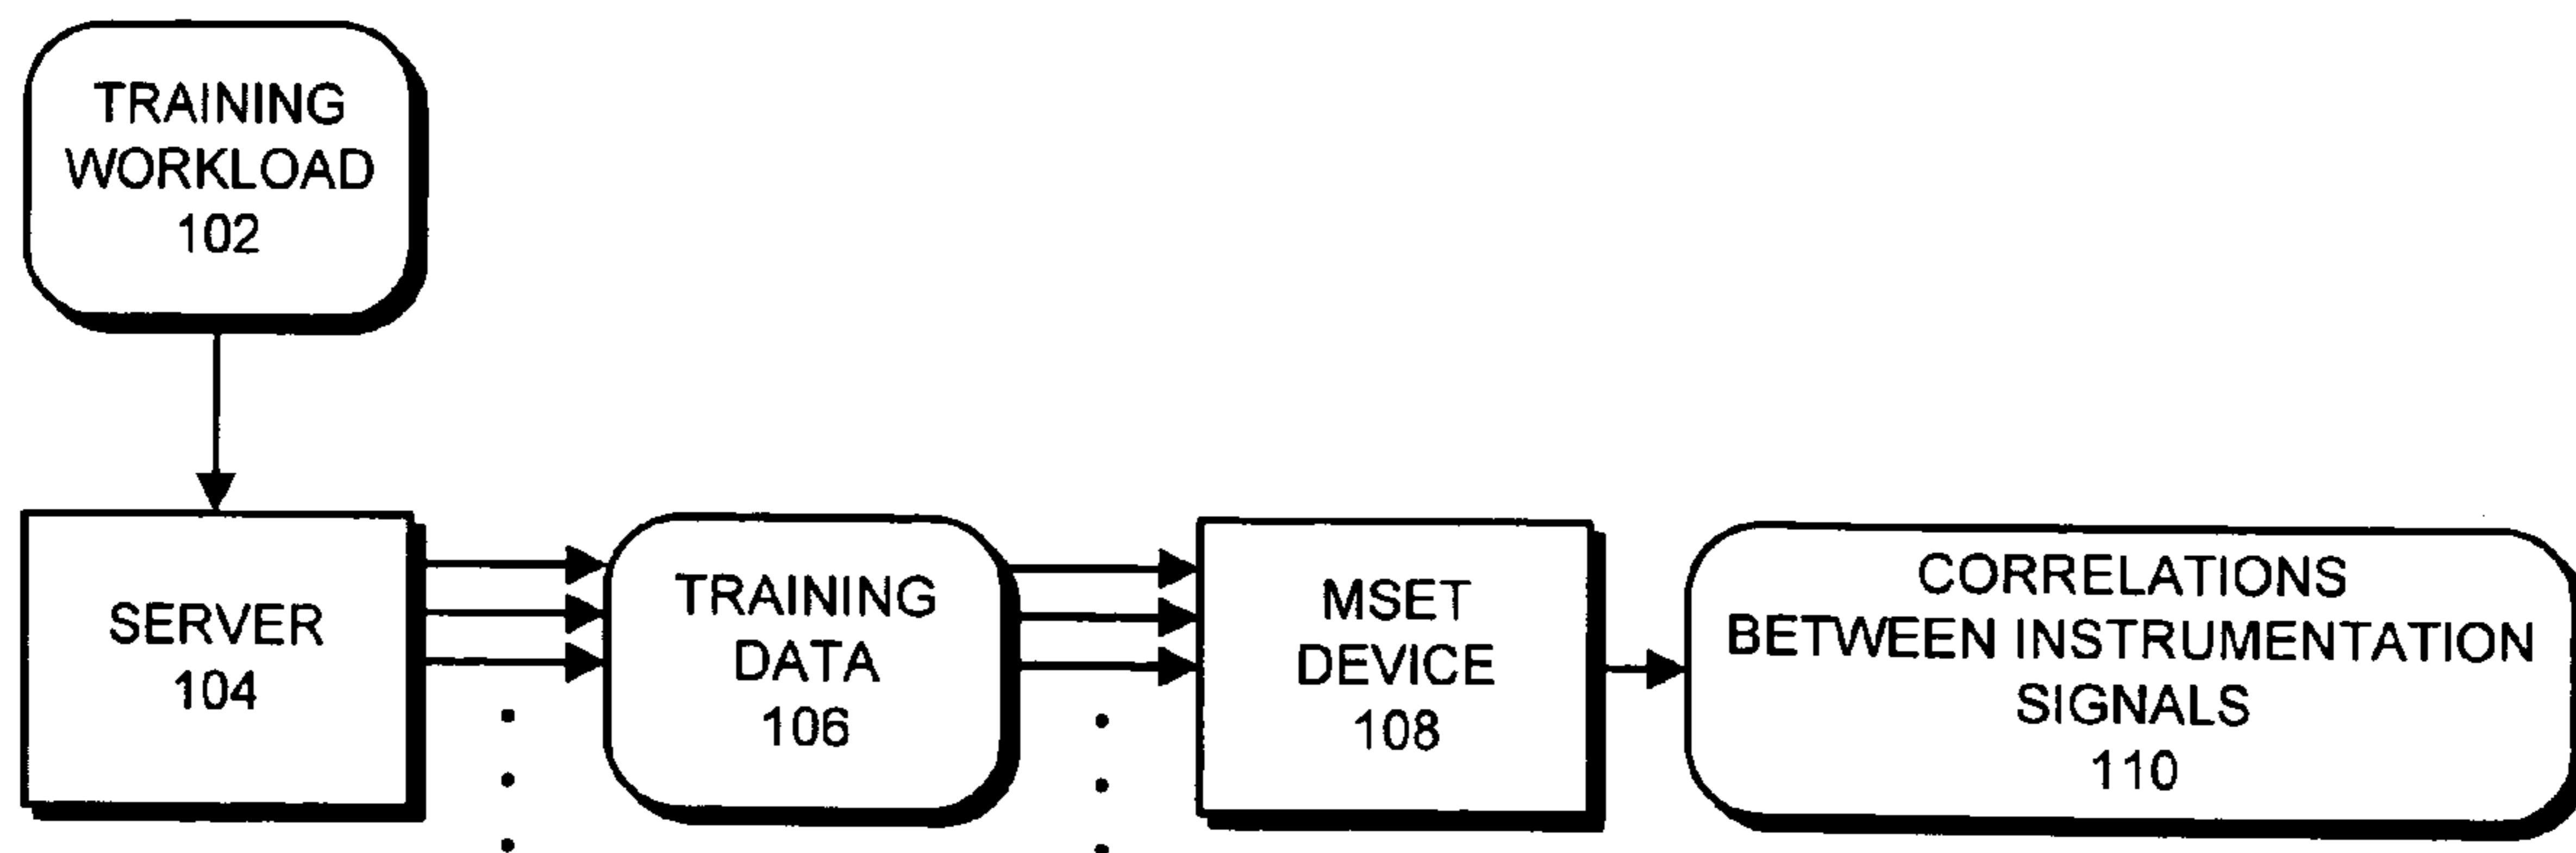 TRAINING
WORKLOAD
102
SERVER
104
TRAINING
DATA
106
MSET
DEVICE
108
CORRELATIONS
BETWEEN INSTRUMENTATION
SIGNALS
110